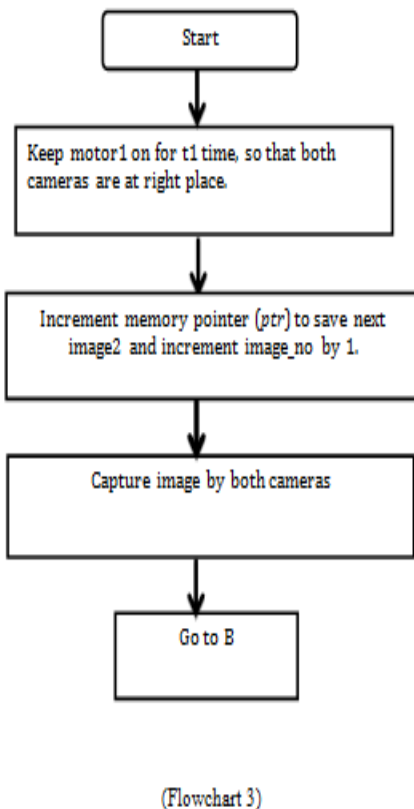 Start
Keep motor1 on for t1 time, so that both
cameras are at right place.
Increment memory pointer (ptr) to save next
image2 and increment image_no by 1.
Capture image by both cameras
Go to B
(Flowchart 3)